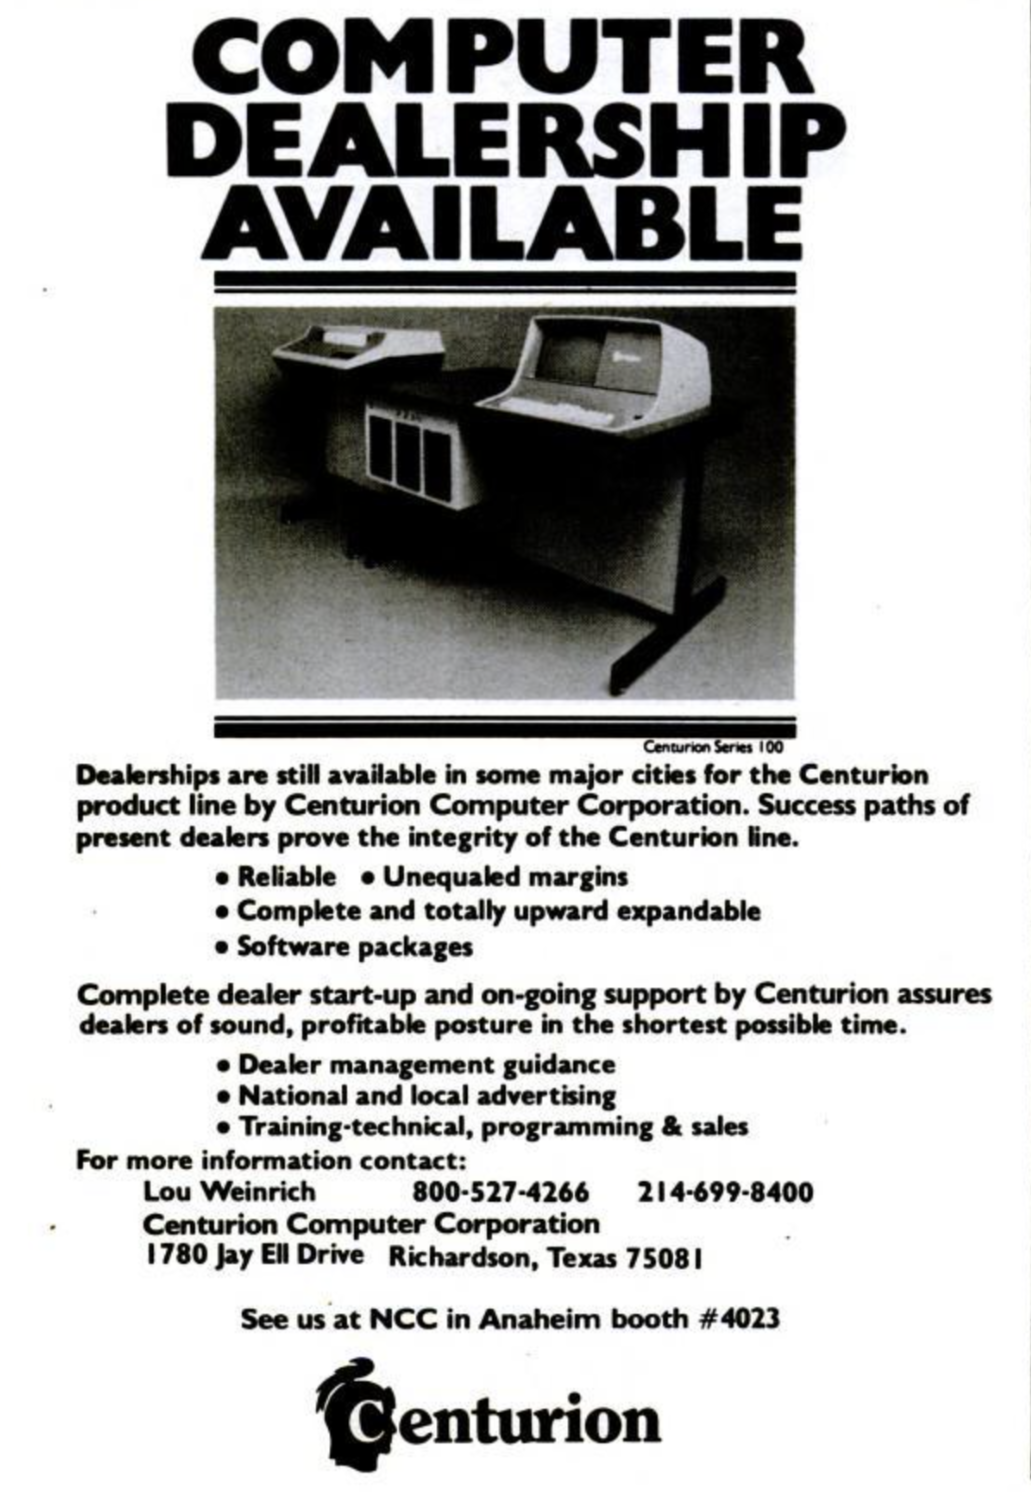 COMPUTER
DEALERSHIP
AVAILABLE
Centurion Series 100
Dealerships are still available in some major cities for the Centurion
product line by Centurion Computer Corporation. Success paths of
present dealers prove the integrity of the Centurion line.
• Reliable • Unequaled margins
• Complete and totally upward expandable
• Software packages
Complete dealer start-up and on-going support by Centurion assures
dealers of sound, profitable posture in the shortest possible time.
• Dealer management guidance
• National and local advertising
• Training-technical, programming & sales
For more information contact:
Lou Weinrich 800-527-4266 214-699-8400
Centurion Computer Corporation
1780 Jay Ell Drive Richardson, Texas 75081
See us at NCC in Anaheim booth #4023
Centurion